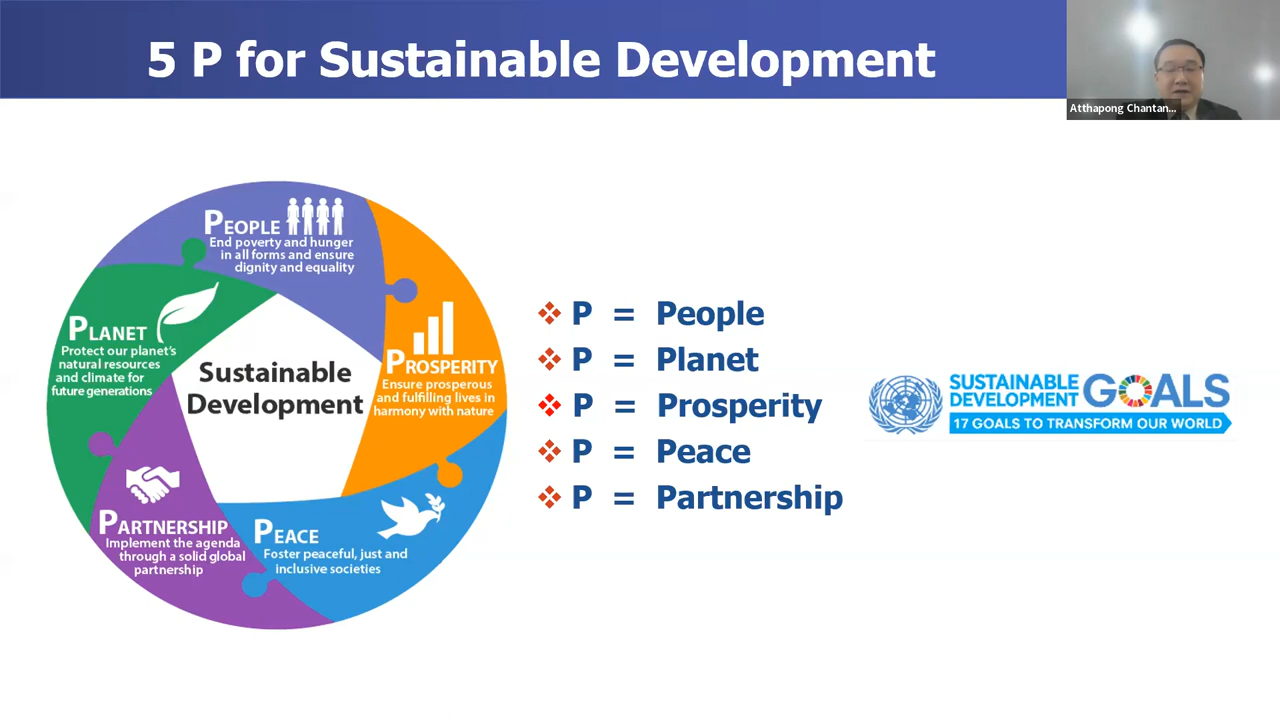 5 P for Sustainable Development
Atthapong Chantan...
PEOPLE
End poverty and hunger
in all forms and ensure
dignity and equality
PLANET
Protect our planet's
natural resources
and climate for
future generations
Sustainable
Development
PROSPERITY
Ensure prosperous
and fulfilling lives in
harmony with nature
PARTNERSHIP
Implement the agenda
through a solid global
partnership
PEACE
Foster peaceful, just and
inclusive societies
❖ P = People
❖ P = Planet
❖ P = Prosperity
❖ P = Peace
❖ P = Partnership
SUSTAINABLE
DEVELOPMENT
GOALS
17 GOALS TO TRANSFORM OUR WORLD